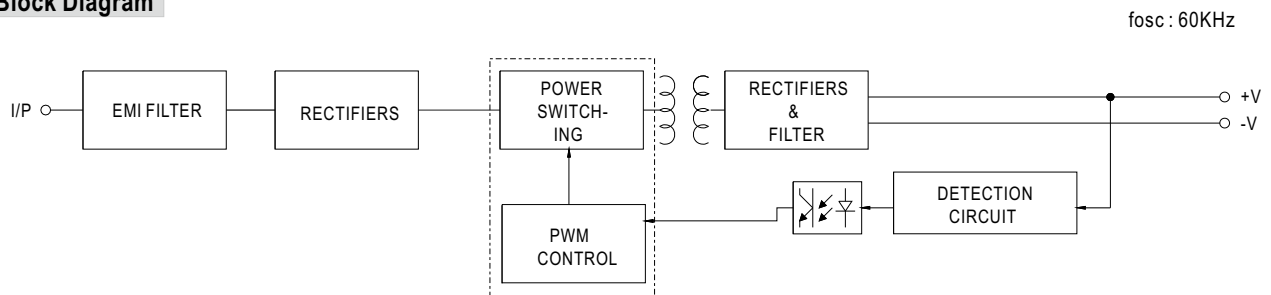 Block Diagram
fosc : 60KHz
I/P
EMI FILTER
RECTIFIERS
POWER
SWITCH-
ING
RECTIFIERS
&
FILTER
+V
-V
DETECTION
CIRCUIT
PWM
CONTROL